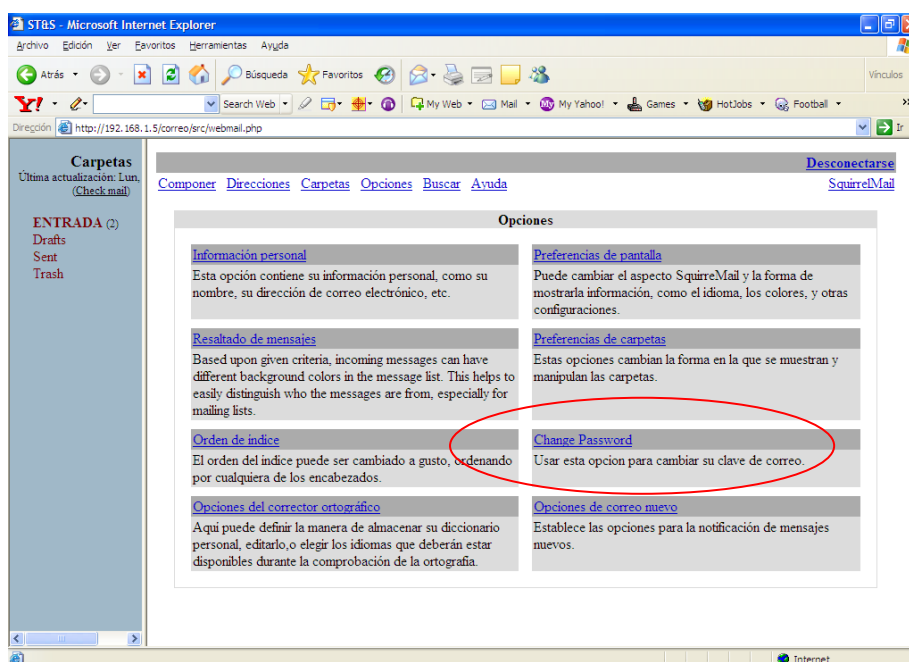 ST&S - Microsoft Internet Explorer
Archivo Edición Ver Favoritos Herramientas Ayuda
Atrás Búsqueda Favoritos Vínculos
Y! Search Web My Web Mail My Yahoo! Games HotJobs Football
Dirección http://192.168.1.5/correo/src/webmail.php Ir
Carpetas
Última actualización: Lun,
(Check mail)
ENTRADA (2)
Drafts
Sent
Trash
Desconectarse
Componer Direcciones Carpetas Opciones Buscar Ayuda SquirrelMail
Opciones
Información personal
Esta opción contiene su información personal, como su
nombre, su dirección de correo electrónico, etc.
Preferencias de pantalla
Puede cambiar el aspecto SquirreMail y la forma de
mostrarla información, como el idioma, los colores, y otras
configuraciones.
Resaltado de mensajes
Based upon given criteria, incoming messages can have
different background colors in the message list. This helps to
easily distinguish who the messages are from, especially for
mailing lists.
Preferencias de carpetas
Estas opciones cambian la forma en la que se muestran y
manipulan las carpetas.
Orden de índice
El orden del indice puede ser cambiado a gusto, ordenando
por cualquiera de los encabezados.
Change Password
Usar esta opcion para cambiar su clave de correo.
Opciones del corrector ortográfico
Aquí puede definir la manera de almacenar su diccionario
personal, editarlo,o elegir los idiomas que deberán estar
disponibles durante la comprobación de la ortografía.
Opciones de correo nuevo
Establece las opciones para la notificación de mensajes
nuevos.
Internet